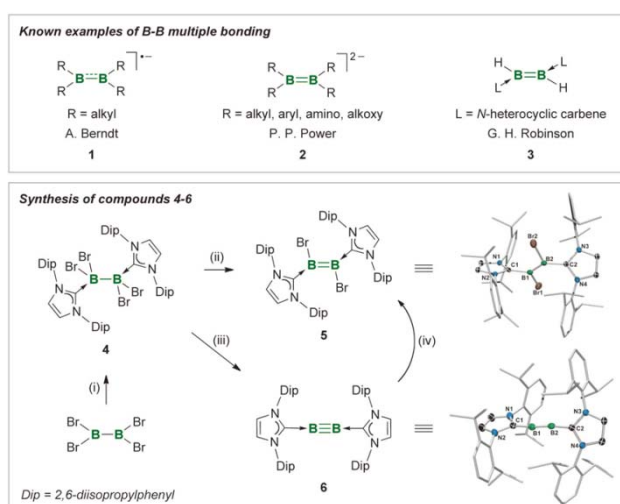 Known examples of B-B multiple bonding
R R •− R R 2− H L
B B B B B B
R R R R L H
R = alkyl R = alkyl, aryl, amino, alkoxy L = N-heterocyclic carbene
A. Berndt P. P. Power G. H. Robinson
1 2 3
Synthesis of compounds 4-6
Dip
N
N
Br
Br
B B
Br
Br
N
N
Dip
Dip
Dip
4
(ii)
Dip
Br
N
N
B B
N
N
Br
Dip
Dip
Dip
5
Br2
N3
N1
C1
B2
N2
B1
C2
Br1
N4
(iii)
(iv)
(i)
Br Br
B B
Br Br
Dip Dip
N N
B B
N N
Dip Dip
6
N1
C1
N3
N2
B1
B2
C2
N4
Dip = 2,6-diisopropylphenyl